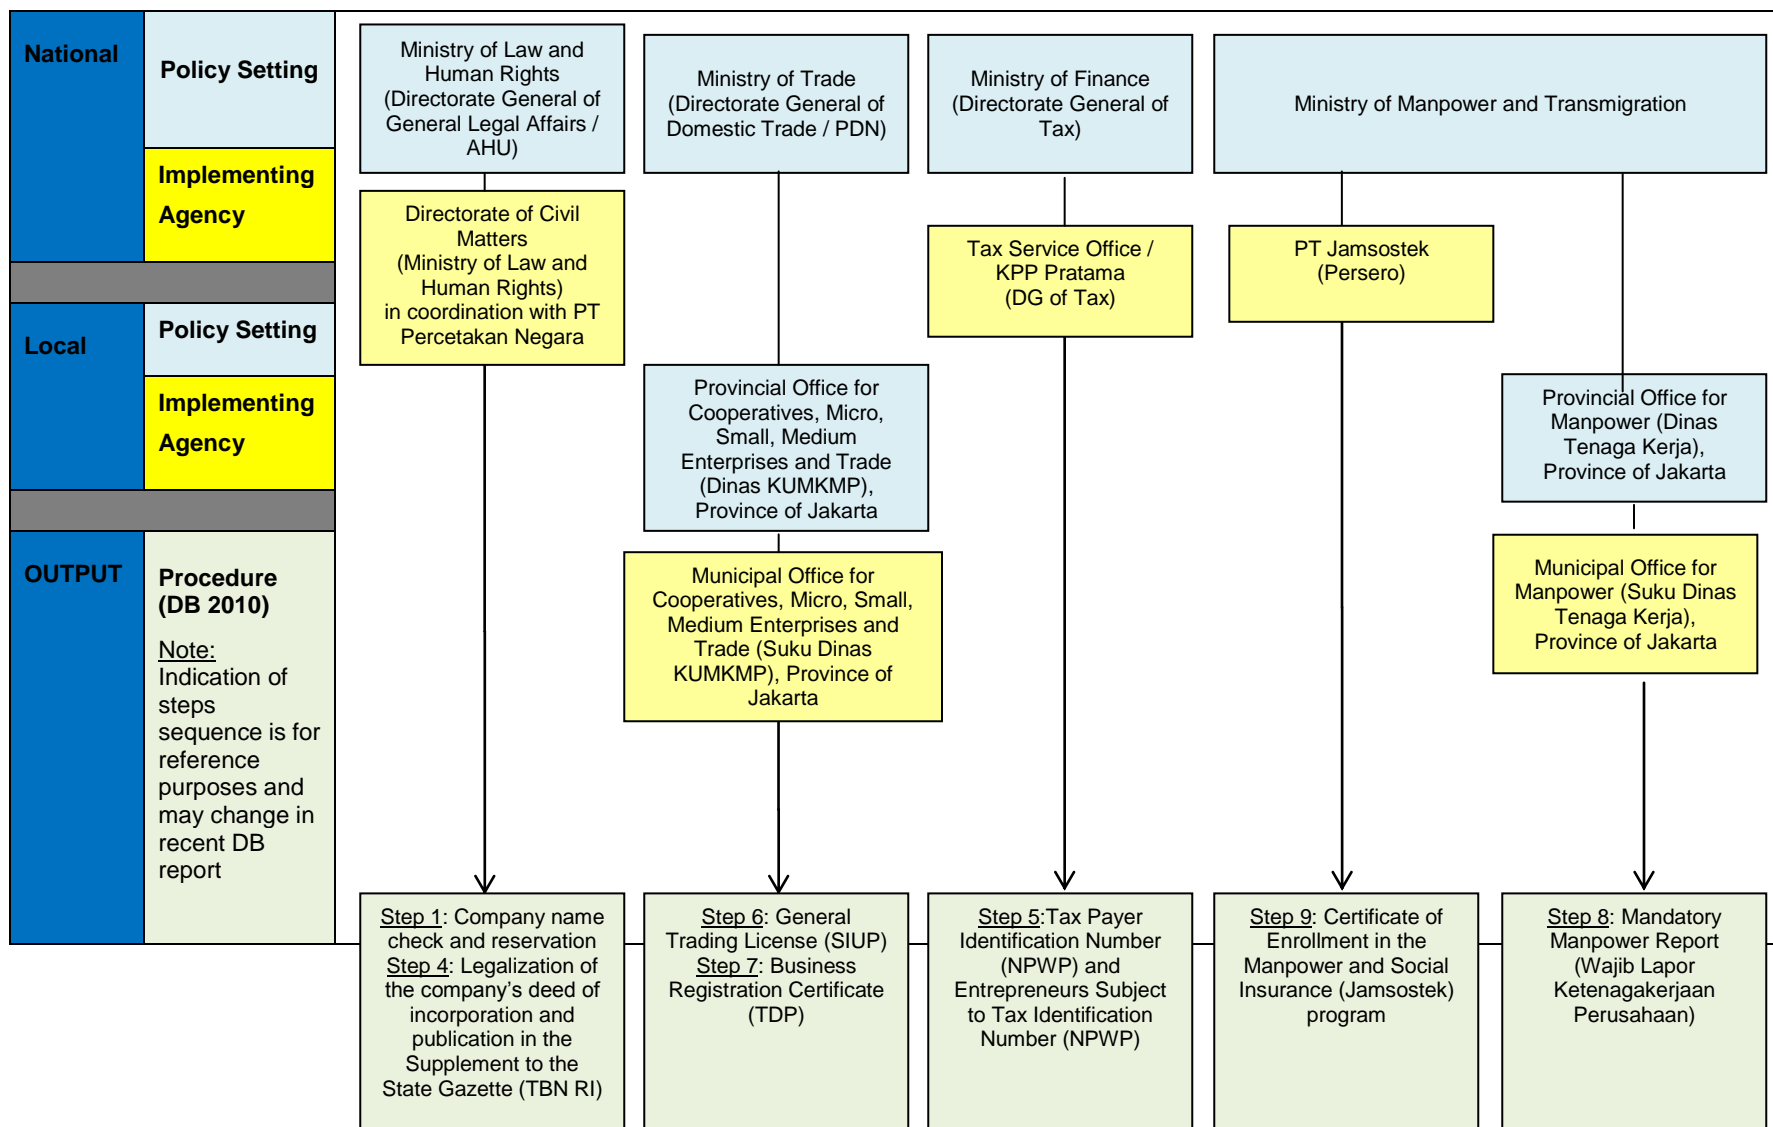 National
Policy Setting
Implementing
Agency
Local
Policy Setting
Implementing
Agency
OUTPUT
Procedure
(DB 2010)
Note:
Indication of
steps
sequence is for
reference
purposes and
may change in
recent DB
report
Ministry of Law and
Human Rights
(Directorate General of
General Legal Affairs /
AHU)
Ministry of Trade
(Directorate General of
Domestic Trade / PDN)
Ministry of Finance
(Directorate General of
Tax)
Ministry of Manpower and Transmigration
Directorate of Civil
Matters
(Ministry of Law and
Human Rights)
in coordination with PT
Percetakan Negara
Tax Service Office /
KPP Pratama
(DG of Tax)
PT Jamsostek
(Persero)
Provincial Office for
Cooperatives, Micro,
Small, Medium
Enterprises and Trade
(Dinas KUMKMP),
Province of Jakarta
Provincial Office for
Manpower (Dinas
Tenaga Kerja),
Province of Jakarta
Municipal Office for
Cooperatives, Micro, Small,
Medium Enterprises and
Trade (Suku Dinas
KUMKMP), Province of
Jakarta
Municipal Office for
Manpower (Suku Dinas
Tenaga Kerja),
Province of Jakarta
Step 1: Company name
check and reservation
Step 4: Legalization of
the company’s deed of
incorporation and
publication in the
Supplement to the
State Gazette (TBN RI)
Step 6: General
Trading License (SIUP)
Step 7: Business
Registration Certificate
(TDP)
Step 5:Tax Payer
Identification Number
(NPWP) and
Entrepreneurs Subject
to Tax Identification
Number (NPWP)
Step 9: Certificate of
Enrollment in the
Manpower and Social
Insurance (Jamsostek)
program
Step 8: Mandatory
Manpower Report
(Wajib Lapor
Ketenagakerjaan
Perusahaan)